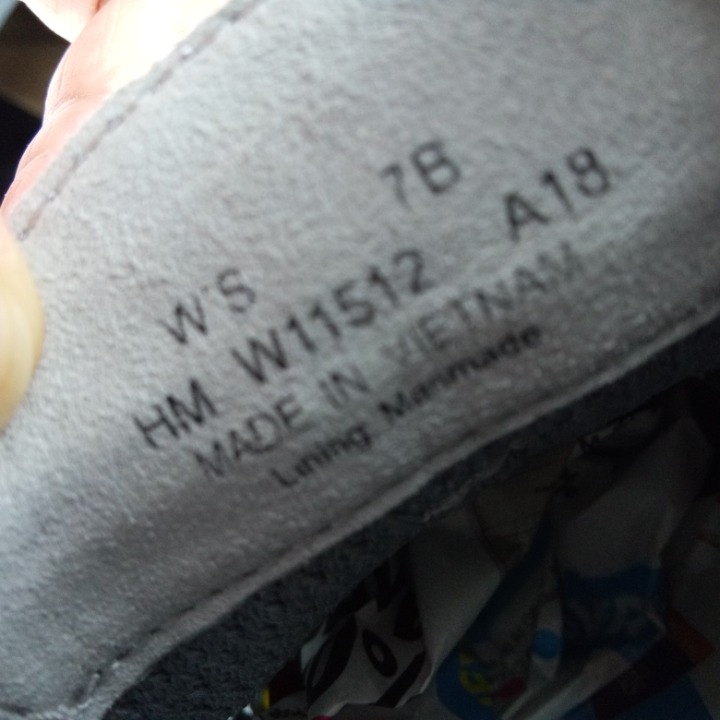 W'S 7B
HM W11512 A18
MADE IN VIETNAM
Lining Manmade